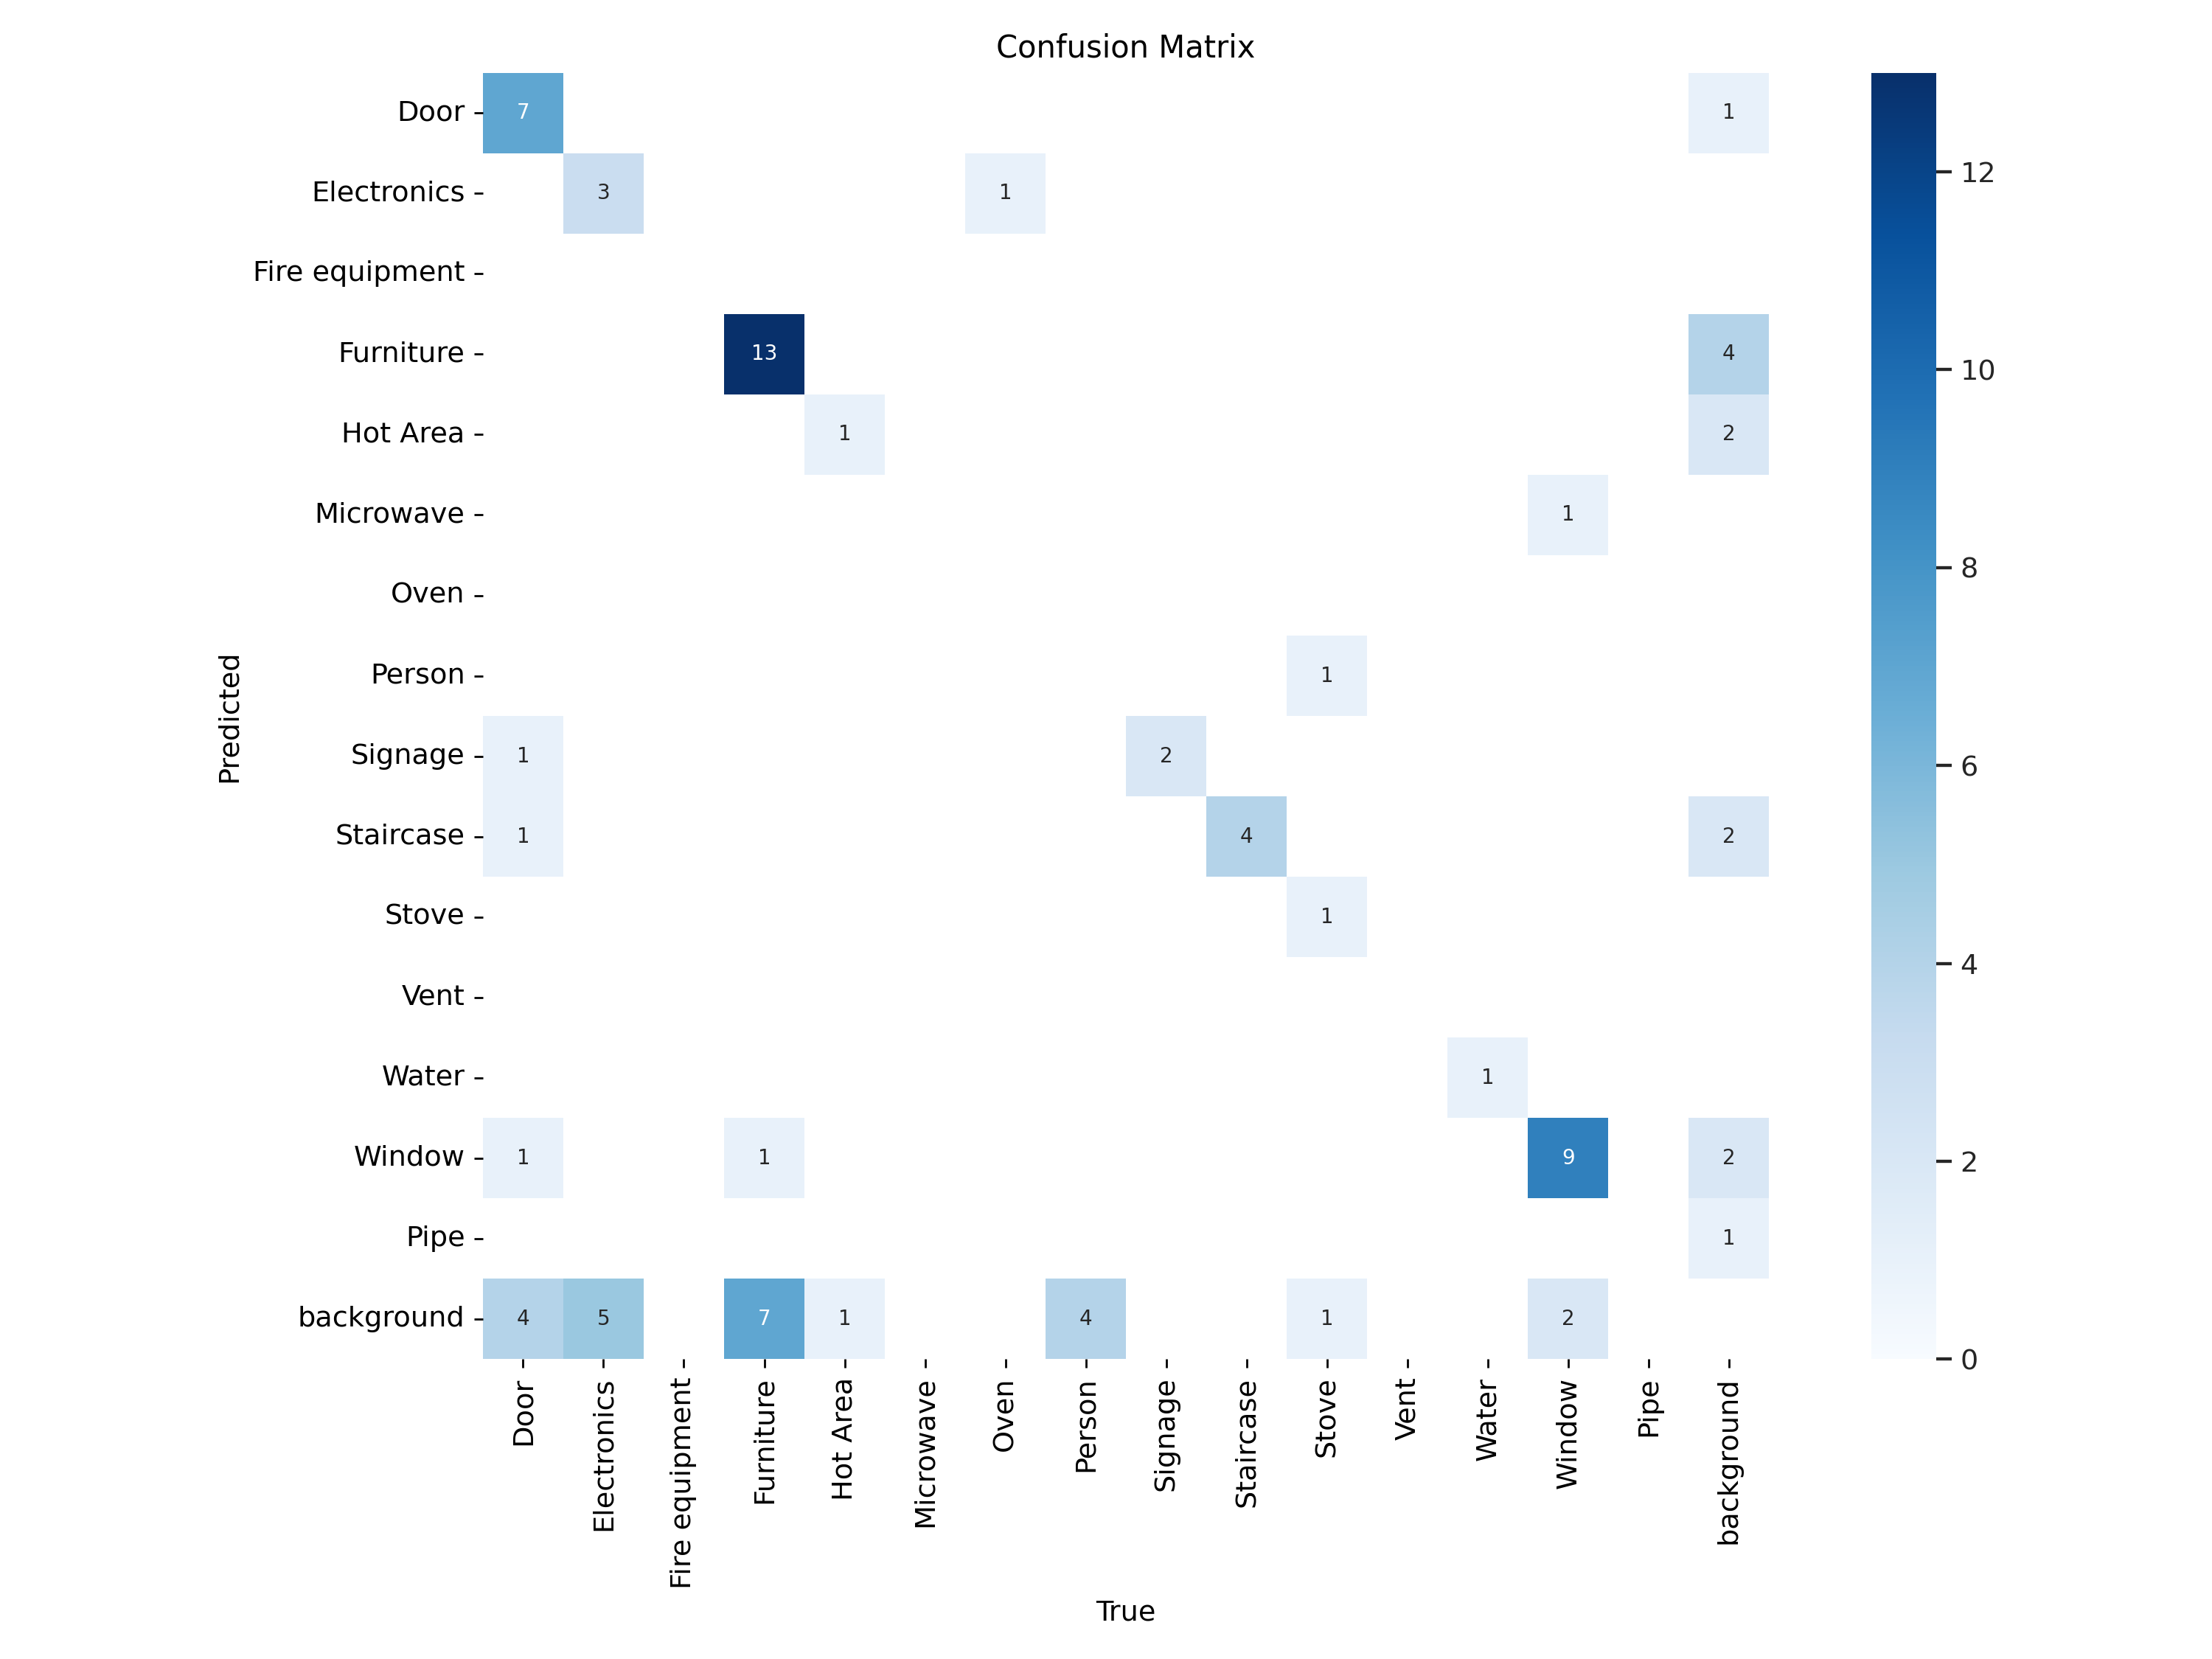 Confusion Matrix
Door 7 1
Electronics 3 1
Fire equipment
Furniture 13 4
Hot Area 1 2
Microwave 1
Oven
Person 1
Signage 1 2
Staircase 1 4 2
Stove 1
Vent
Water 1
Window 1 1 9 2
Pipe 1
background 4 5 7 1 4 1 2
Predicted
Door Electronics Fire equipment Furniture Hot Area Microwave Oven Person Signage Staircase Stove Vent Water Window Pipe background
True
12
10
8
6
4
2
0